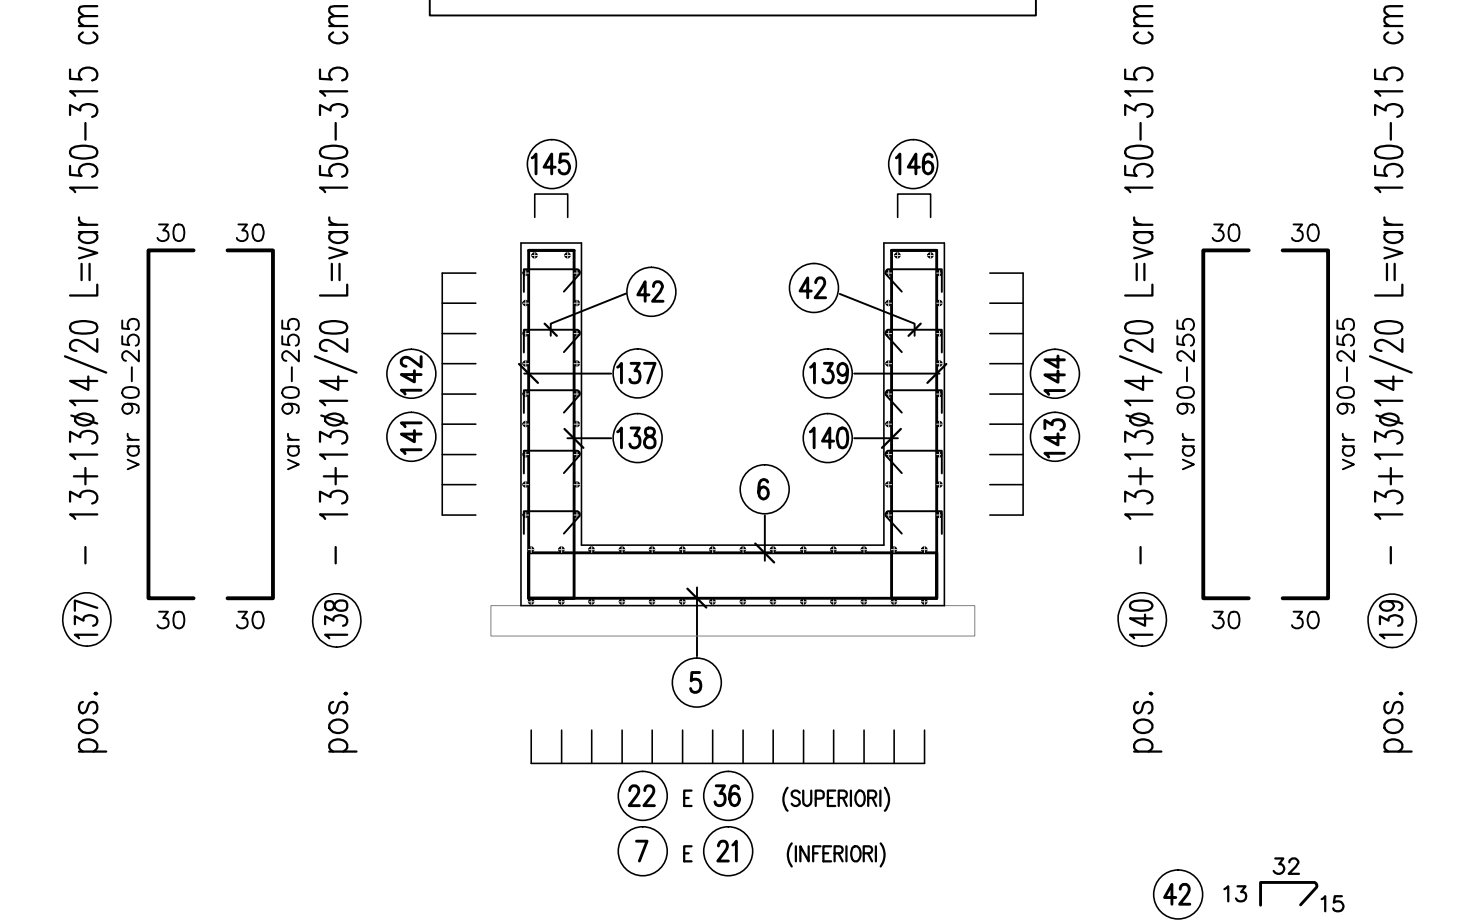 pos. 137 – 13+13ø14/20 L=var 150–315 cm
30 30
var 90–255
var 90–255
30 30
pos. 138 – 13+13ø14/20 L=var 150–315 cm
145
146
42
42
142
137
139
144
141
138
140
143
6
5
22 E 36 (SUPERIORI)
7 E 21 (INFERIORI)
pos. 140 – 13+13ø14/20 L=var 150–315 cm
30 30
var 90–255
var 90–255
30 30
pos. 139 – 13+13ø14/20 L=var 150–315 cm
32
42 13 15